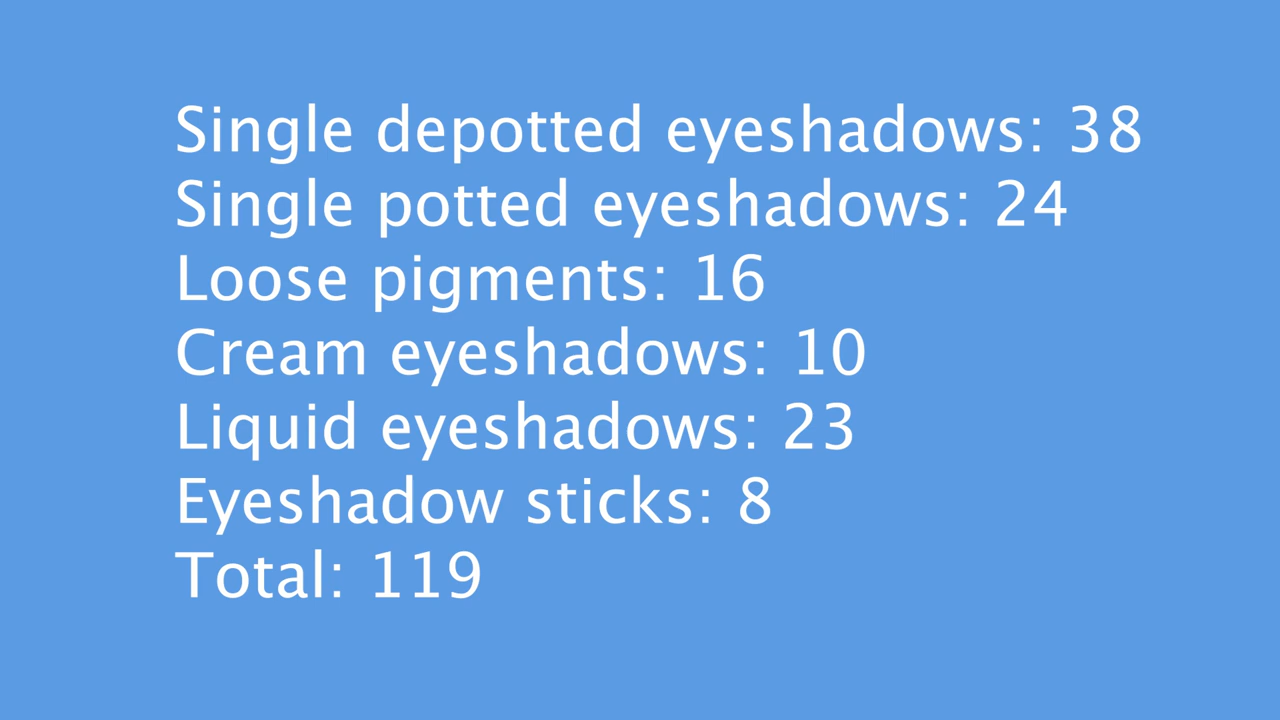 Single depotted eyeshadows: 38
Single potted eyeshadows: 24
Loose pigments: 16
Cream eyeshadows: 10
Liquid eyeshadows: 23
Eyeshadow sticks: 8
Total: 119